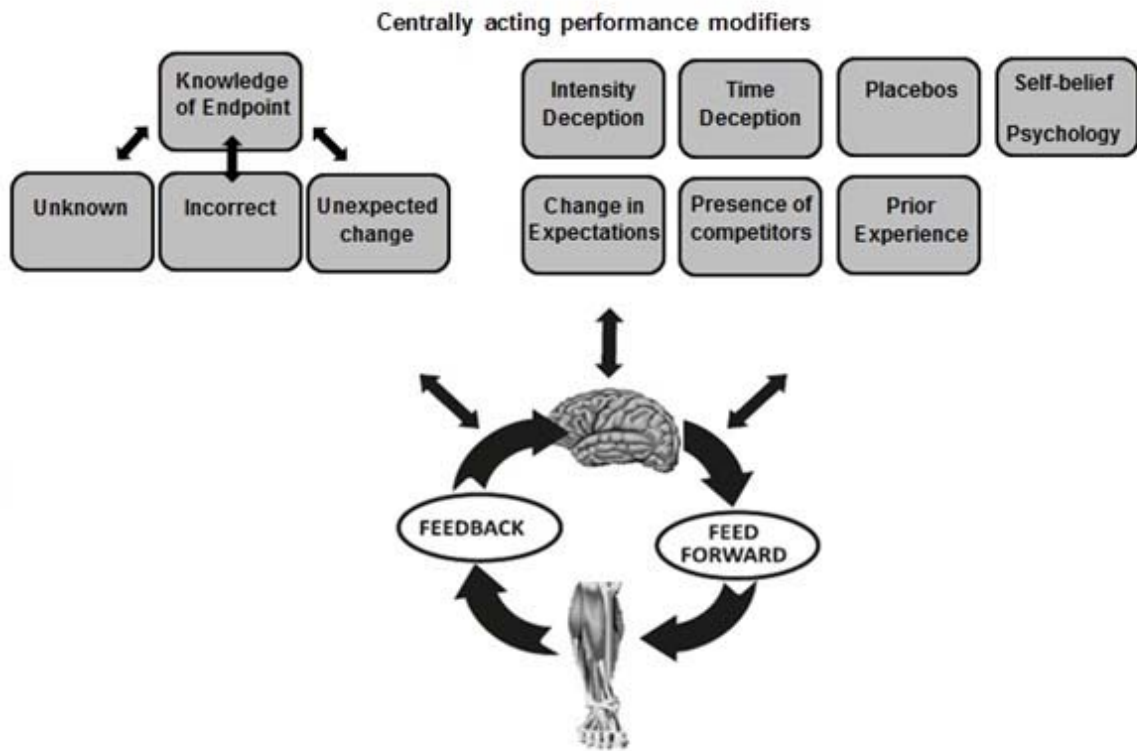 Centrally acting performance modifiers
Knowledge
of Endpoint
Unknown
Incorrect
Unexpected
change
Intensity
Deception
Time
Deception
Placebos
Self-belief
Psychology
Change in
Expectations
Presence of
competitors
Prior
Experience
FEEDBACK
FEED
FORWARD